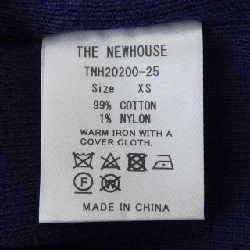 THE NEWHOUSE
TNH20200-25
Size XS
99% COTTON
1% NYLON
WARM IRON WITH A
COVER CLOTH.
MADE IN CHINA